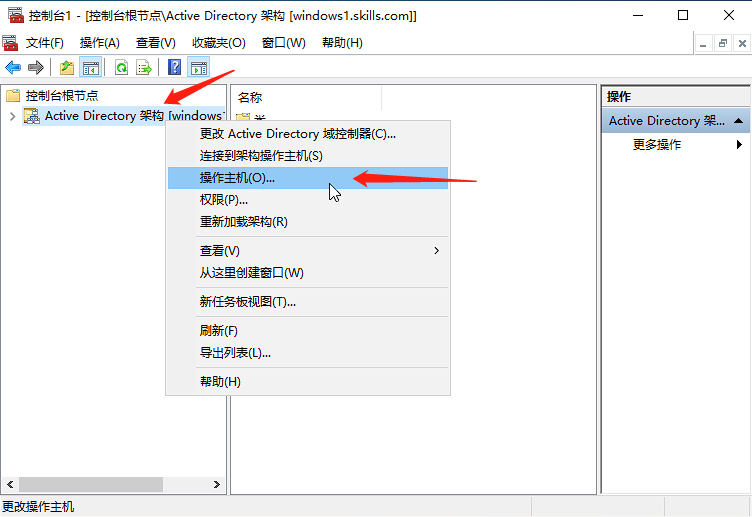 控制台1 - [控制台根节点\Active Directory 架构 [windows1.skills.com]]
文件(F) 操作(A) 查看(V) 收藏夹(O) 窗口(W) 帮助(H)
控制台根节点
Active Directory 架构 [windows1
名称
操作
Active Directory 架...
更多操作
更改 Active Directory 域控制器(C)...
连接到架构操作主机(S)
操作主机(O)...
权限(P)...
重新加载架构(R)
查看(V)
从这里创建窗口(W)
新任务板视图(T)...
刷新(F)
导出列表(L)...
帮助(H)
更改操作主机